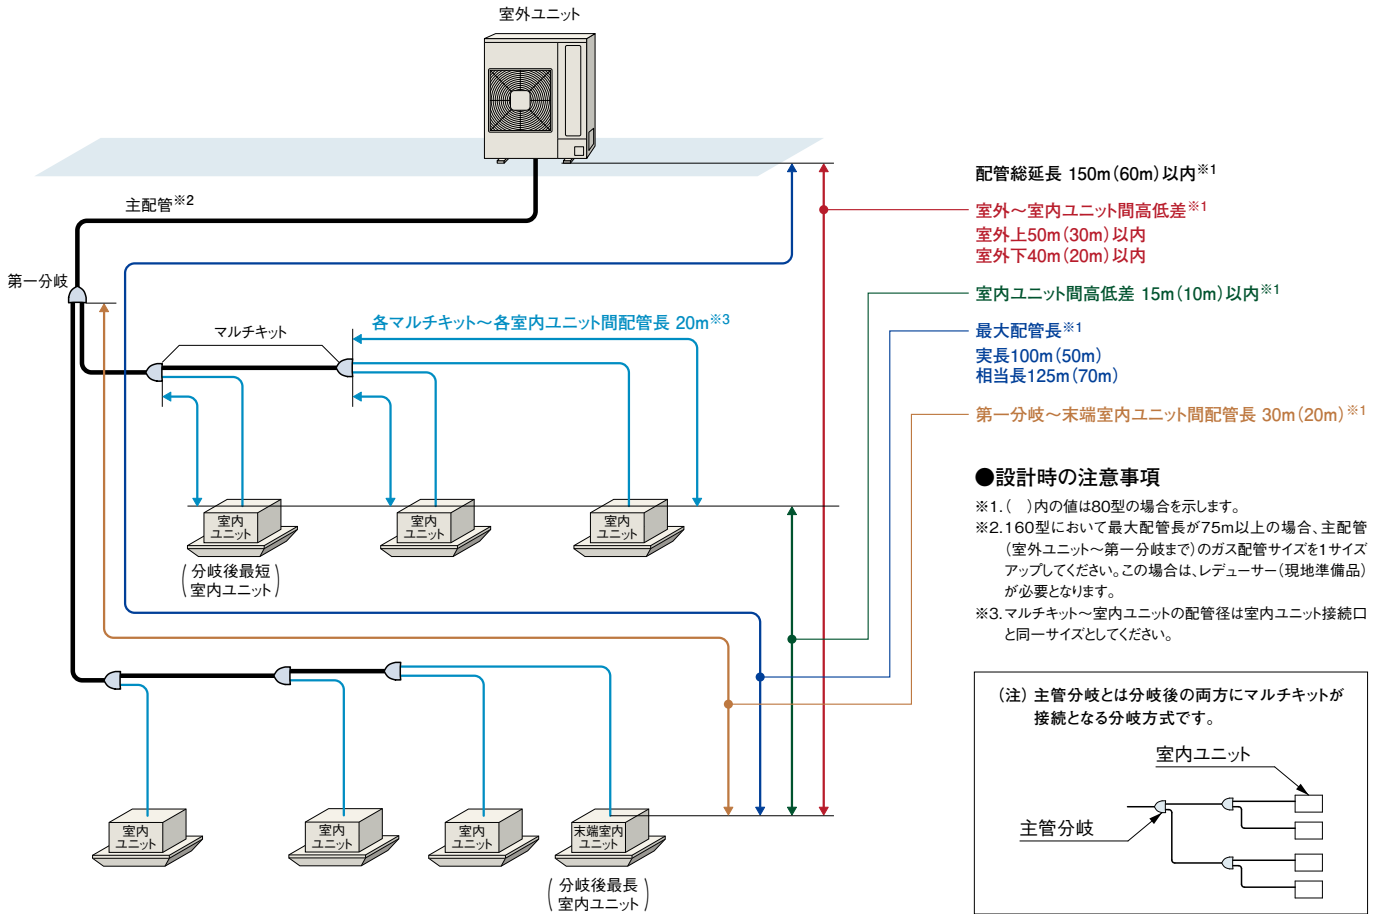 室外ユニット
主配管※2
第一分岐
マルチキット
各マルチキット～各室内ユニット間配管長 20m※3
室内
ユニット
(分岐後最短
室内ユニット)
室内
ユニット
室内
ユニット
室内
ユニット
室内
ユニット
室内
ユニット
末端室内
ユニット
(分岐後最長
室内ユニット)
配管総延長 150m(60m)以内※1
室外～室内ユニット間高低差※1
室外上50m(30m)以内
室外下40m(20m)以内
室内ユニット間高低差 15m(10m)以内※1
最大配管長※1
実長100m(50m)
相当長125m(70m)
第一分岐～末端室内ユニット間配管長 30m(20m)※1
●設計時の注意事項
※1.(　)内の値は80型の場合を示します。
※2.160型において最大配管長が75m以上の場合、主配管
(室外ユニット～第一分岐まで)のガス配管サイズを1サイズ
アップしてください。この場合は、レデューサー(現地準備品)
が必要となります。
※3.マルチキット～室内ユニットの配管径は室内ユニット接続口
と同一サイズとしてください。
(注) 主管分岐とは分岐後の両方にマルチキットが
接続となる分岐方式です。
室内ユニット
主管分岐